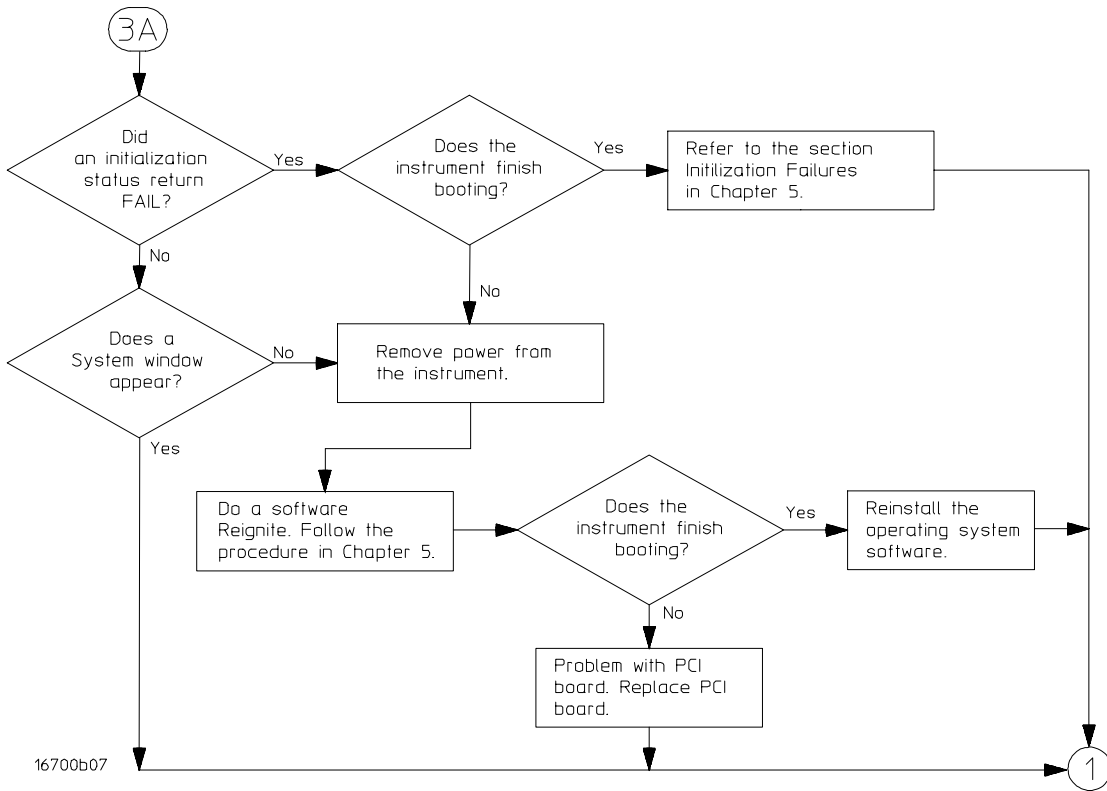 3A
Did
an initialization
status return
FAIL?
Yes
Does the
instrument finish
booting?
Yes
Refer to the section
Initilization Failures
in Chapter 5.
No
No
Does a
System window
appear?
No
Remove power from
the instrument.
Yes
Do a software
Reignite. Follow the
procedure in Chapter 5.
Does the
instrument finish
booting?
Yes
Reinstall the
operating system
software.
No
Problem with PCI
board. Replace PCI
board.
16700b07
1